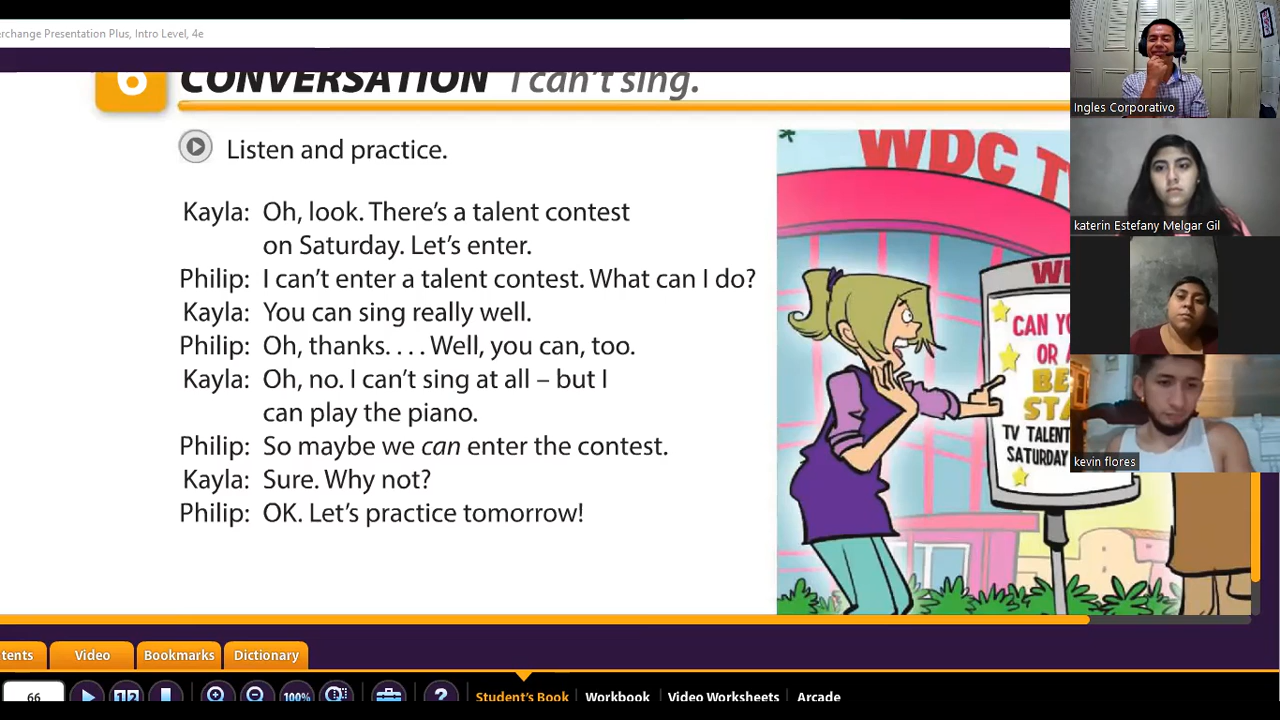 erchange Presentation Plus, Intro Level, 4e
6 CONVERSATION I can't sing.
Listen and practice.
Kayla: Oh, look. There's a talent contest
on Saturday. Let's enter.
Philip: I can't enter a talent contest. What can I do?
Kayla: You can sing really well.
Philip: Oh, thanks. . . . Well, you can, too.
Kayla: Oh, no. I can't sing at all – but I
can play the piano.
Philip: So maybe we can enter the contest.
Kayla: Sure. Why not?
Philip: OK. Let's practice tomorrow!
WDC T
W
CAN YO
OR
BE
STA
TV TALENT
SATURDAY
Ingles Corporativo
katerin Estefany Melgar Gil
kevin flores
tents Video Bookmarks Dictionary
66 100% ? Student's Book Workbook Video Worksheets Arcade